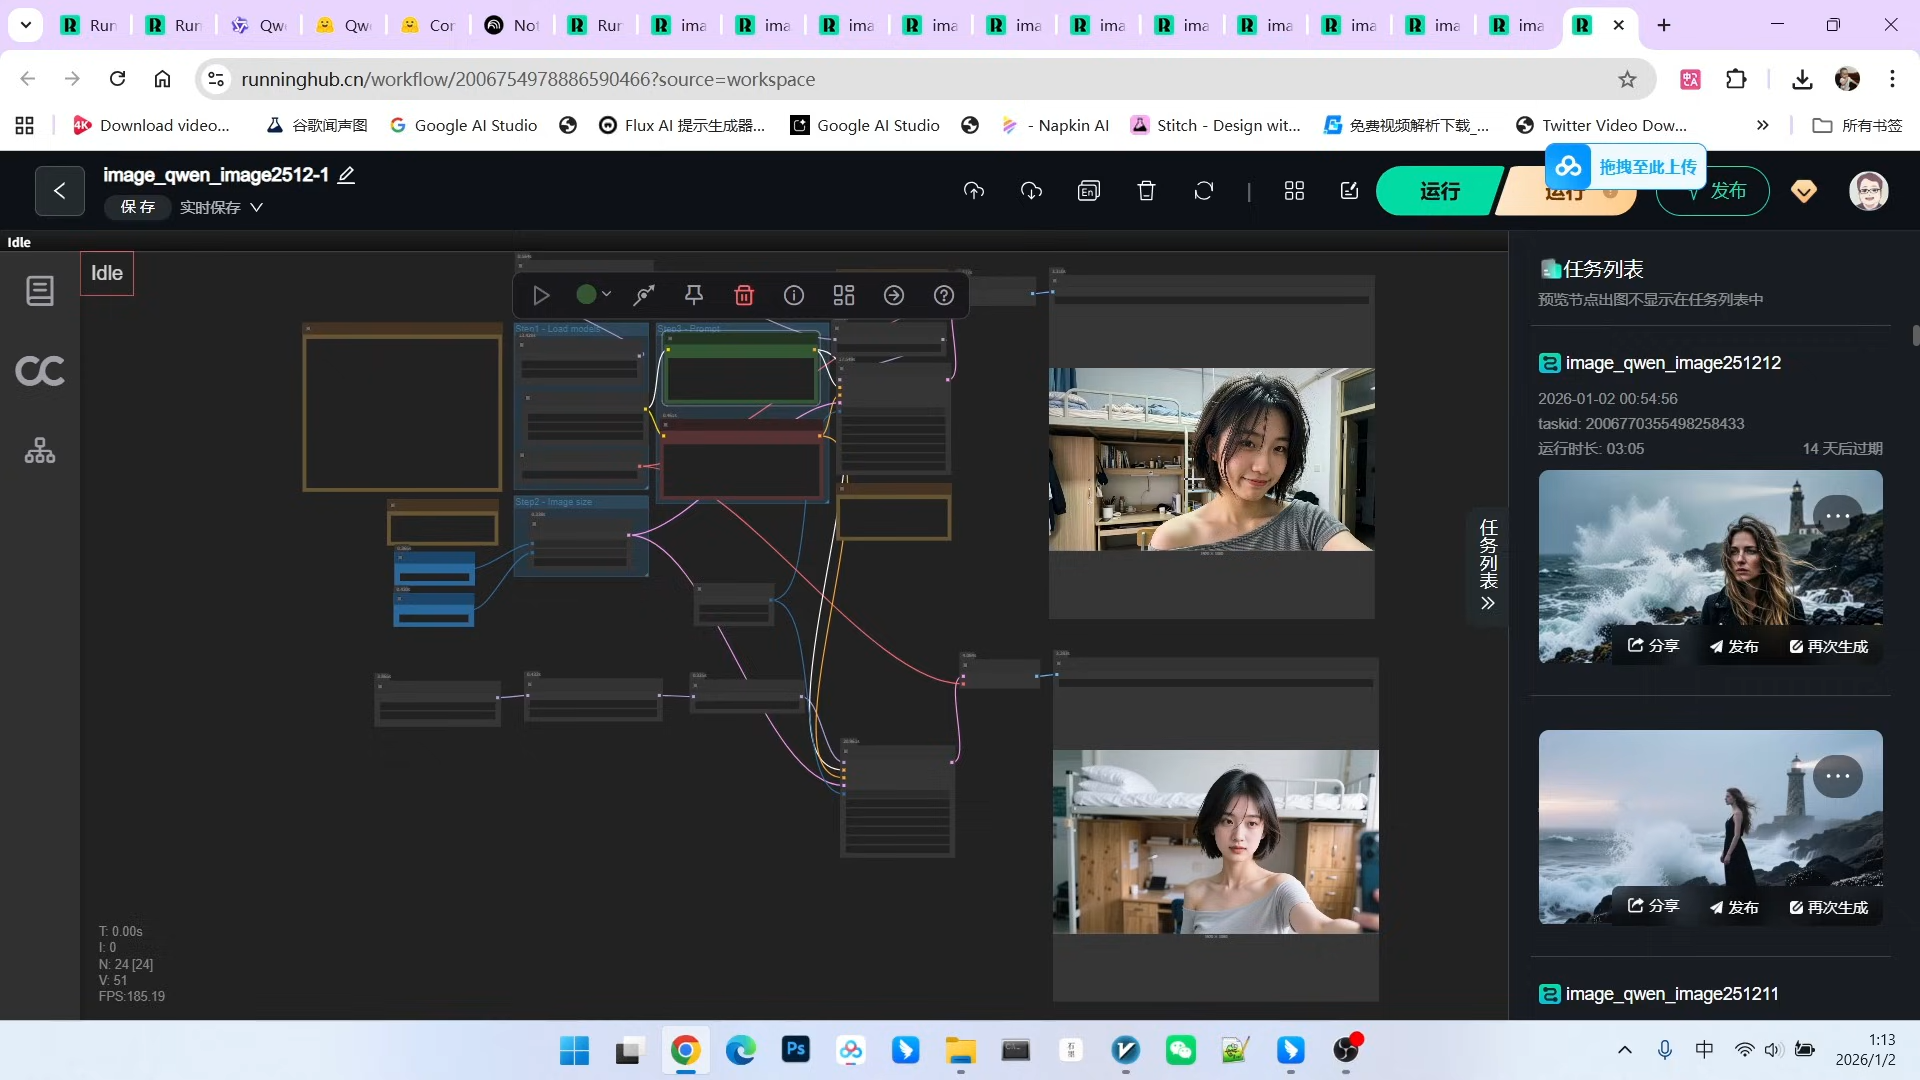 Run
Run
Qwe
Qwe
Cor
Not
Run
ima
ima
ima
ima
ima
ima
ima
ima
ima
ima
ima
runninghub.cn/workflow/2006754978886590466?source=workspace
Download video...
谷歌闻声图
Google AI Studio
Flux AI 提示生成器...
Google AI Studio
- Napkin AI
Stitch - Design wit...
免费视频解析下载_...
Twitter Video Dow...
所有书签
拖拽至此上传
image_qwen_image2512-1
保存
实时保存
En
运行
运行
发布
Idle
Idle
Step1 - Load models
Step3 - Prompt
Step2 - Image size
任务列表
T: 0.00s
I: 0
N: 24 [24]
V: 51
FPS:185.19
任务列表
预览节点出图不显示在任务列表中
image_qwen_image251212
2026-01-02 00:54:56
taskid: 2006770355498258433
运行时长: 03:05
14 天后过期
分享
发布
再次生成
分享
发布
再次生成
image_qwen_image251211
Ps
石墨
中
1:13
2026/1/2